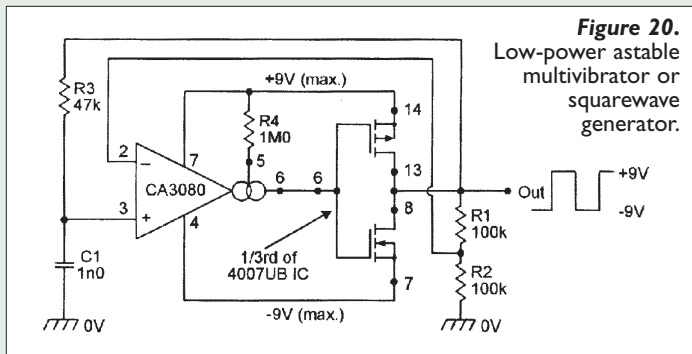 Figure 20.
Low-power astable
multivibrator or
squarewave
generator.
R3
47k
+9V (max.)
R4
1M0
14
2
−
7
5
6
6
13
CA3080
8
Out
+9V
-9V
3
+
4
R1
100k
C1
1n0
1/3rd of
4007UB IC
7
R2
100k
0V
-9V (max.)
0V